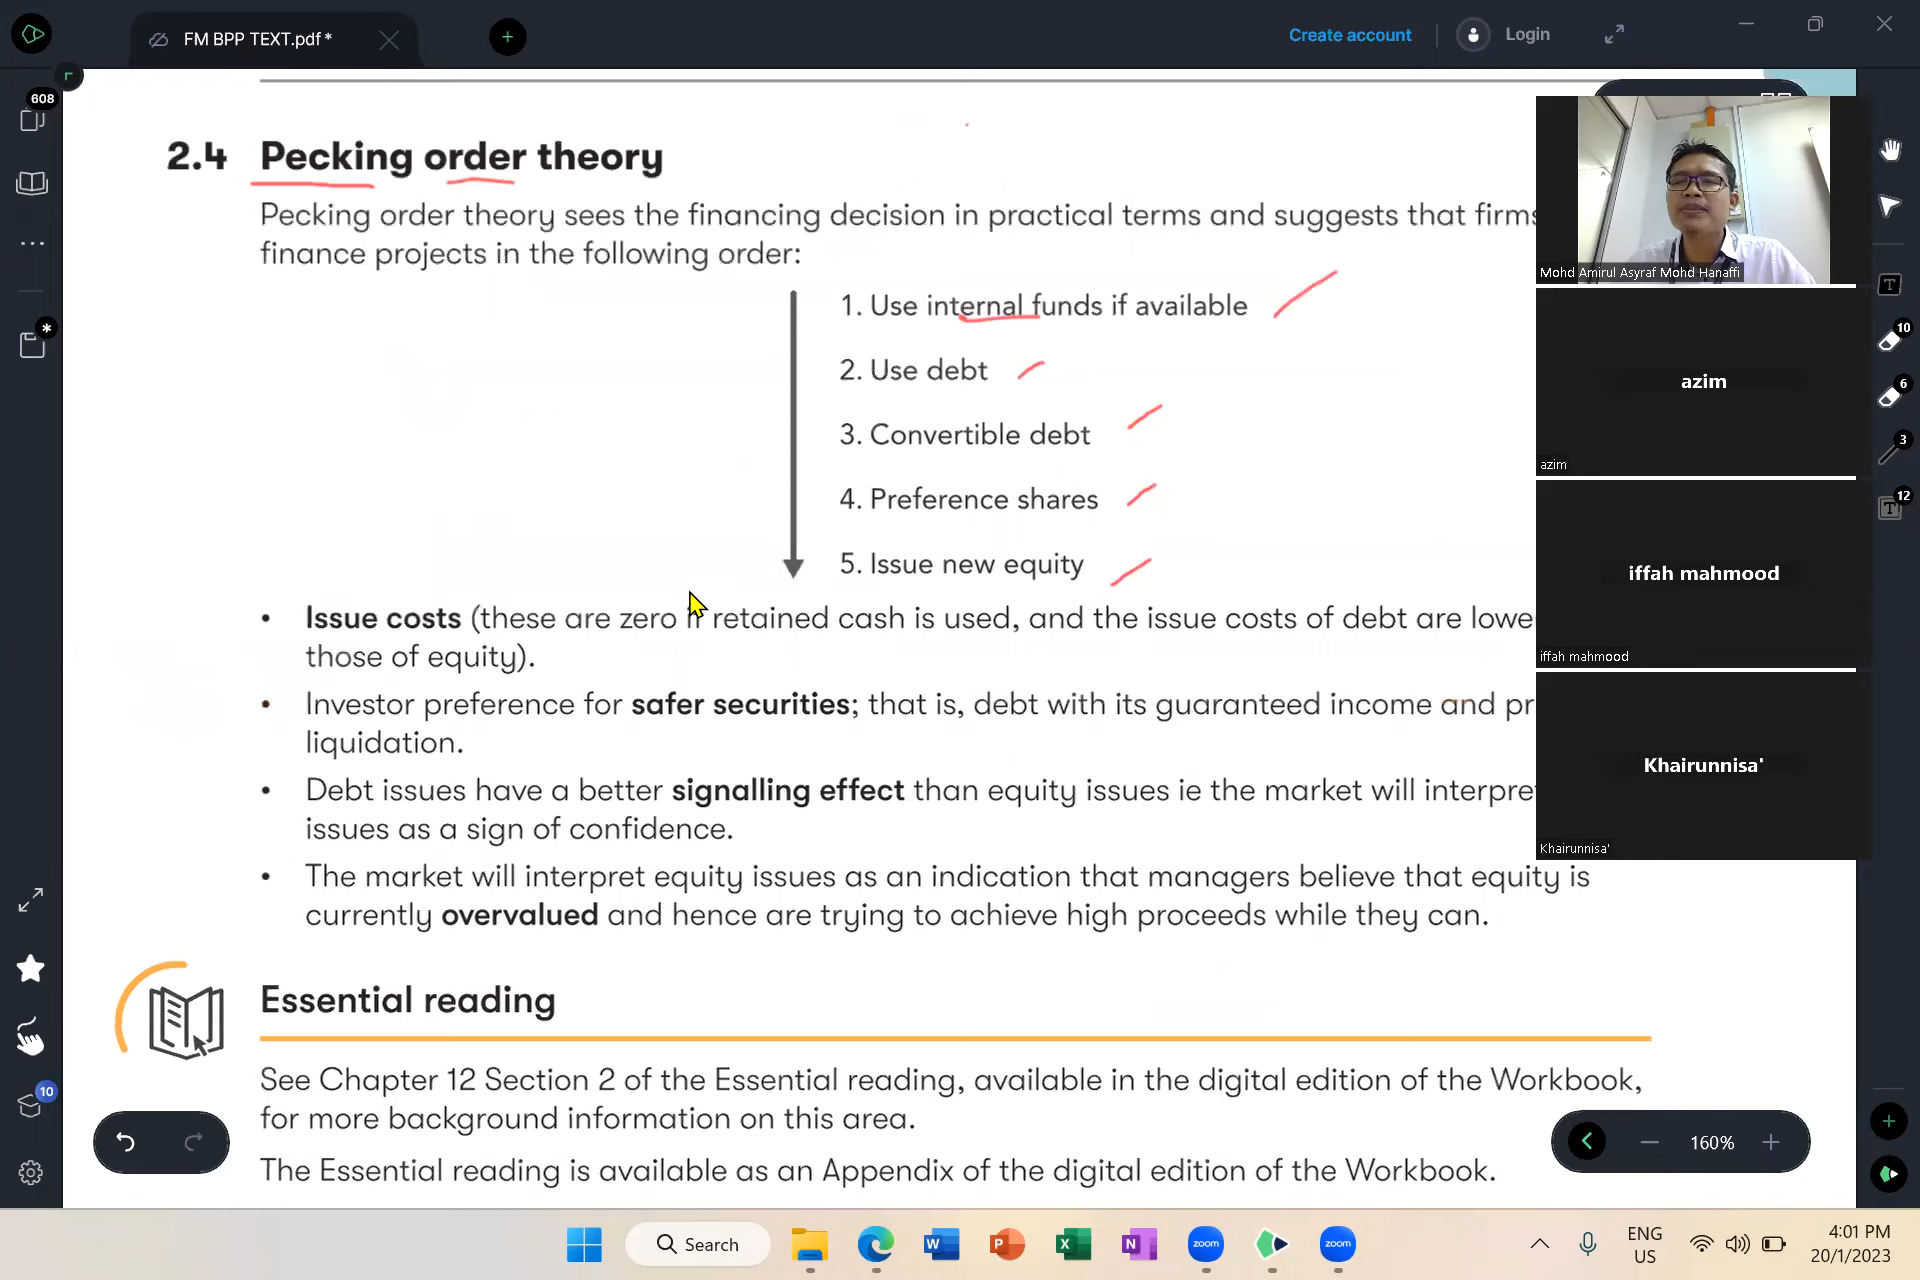 FM BPP TEXT.pdf *
Create account
Login
608
2.4 Pecking order theory
Pecking order theory sees the financing decision in practical terms and suggests that firms
finance projects in the following order:
1. Use internal funds if available
2. Use debt
3. Convertible debt
4. Preference shares
5. Issue new equity
• Issue costs (these are zero if retained cash is used, and the issue costs of debt are lowe
those of equity).
• Investor preference for safer securities; that is, debt with its guaranteed income and pr
liquidation.
• Debt issues have a better signalling effect than equity issues ie the market will interpre
issues as a sign of confidence.
• The market will interpret equity issues as an indication that managers believe that equity is
currently overvalued and hence are trying to achieve high proceeds while they can.
Essential reading
See Chapter 12 Section 2 of the Essential reading, available in the digital edition of the Workbook,
for more background information on this area.
The Essential reading is available as an Appendix of the digital edition of the Workbook.
Mohd Amirul Asyraf Mohd Hanaffi
azim
azim
iffah mahmood
iffah mahmood
Khairunnisa'
Khairunnisa'
10
6
3
12
10
160%
Search
zoom
zoom
ENG
US
4:01 PM
20/1/2023